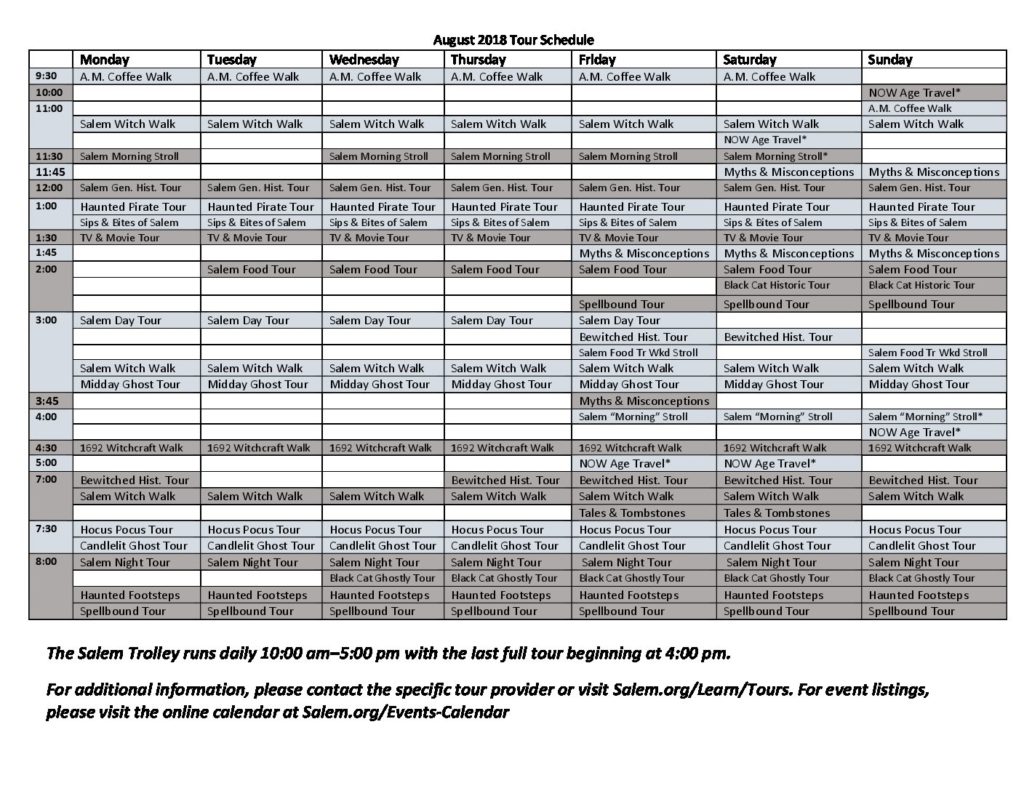 August 2018 Tour Schedule
Monday Tuesday Wednesday Thursday Friday Saturday Sunday
9:30 A.M. Coffee Walk A.M. Coffee Walk A.M. Coffee Walk A.M. Coffee Walk A.M. Coffee Walk A.M. Coffee Walk
10:00 NOW Age Travel*
11:00 A.M. Coffee Walk
Salem Witch Walk Salem Witch Walk Salem Witch Walk Salem Witch Walk Salem Witch Walk Salem Witch Walk Salem Witch Walk
NOW Age Travel*
11:30 Salem Morning Stroll Salem Morning Stroll Salem Morning Stroll Salem Morning Stroll Salem Morning Stroll*
11:45 Myths & Misconceptions Myths & Misconceptions
12:00 Salem Gen. Hist. Tour Salem Gen. Hist. Tour Salem Gen. Hist. Tour Salem Gen. Hist. Tour Salem Gen. Hist. Tour Salem Gen. Hist. Tour Salem Gen. Hist. Tour
1:00 Haunted Pirate Tour Haunted Pirate Tour Haunted Pirate Tour Haunted Pirate Tour Haunted Pirate Tour Haunted Pirate Tour Haunted Pirate Tour
Sips & Bites of Salem Sips & Bites of Salem Sips & Bites of Salem Sips & Bites of Salem Sips & Bites of Salem Sips & Bites of Salem Sips & Bites of Salem
1:30 TV & Movie Tour TV & Movie Tour TV & Movie Tour TV & Movie Tour TV & Movie Tour TV & Movie Tour TV & Movie Tour
1:45 Myths & Misconceptions Myths & Misconceptions Myths & Misconceptions
2:00 Salem Food Tour Salem Food Tour Salem Food Tour Salem Food Tour Salem Food Tour Salem Food Tour
Black Cat Historic Tour Black Cat Historic Tour
Spellbound Tour Spellbound Tour Spellbound Tour
3:00 Salem Day Tour Salem Day Tour Salem Day Tour Salem Day Tour Salem Day Tour
Bewitched Hist. Tour Bewitched Hist. Tour
Salem Food Tr Wkd Stroll Salem Food Tr Wkd Stroll
Salem Witch Walk Salem Witch Walk Salem Witch Walk Salem Witch Walk Salem Witch Walk Salem Witch Walk Salem Witch Walk
Midday Ghost Tour Midday Ghost Tour Midday Ghost Tour Midday Ghost Tour Midday Ghost Tour Midday Ghost Tour Midday Ghost Tour
3:45 Myths & Misconceptions
4:00 Salem “Morning” Stroll Salem “Morning” Stroll Salem “Morning” Stroll*
NOW Age Travel*
4:30 1692 Witchcraft Walk 1692 Witchcraft Walk 1692 Witchcraft Walk 1692 Witchcraft Walk 1692 Witchcraft Walk 1692 Witchcraft Walk 1692 Witchcraft Walk
5:00 NOW Age Travel* NOW Age Travel*
7:00 Bewitched Hist. Tour Bewitched Hist. Tour Bewitched Hist. Tour Bewitched Hist. Tour Bewitched Hist. Tour
Salem Witch Walk Salem Witch Walk Salem Witch Walk Salem Witch Walk Salem Witch Walk Salem Witch Walk Salem Witch Walk
Tales & Tombstones Tales & Tombstones
7:30 Hocus Pocus Tour Hocus Pocus Tour Hocus Pocus Tour Hocus Pocus Tour Hocus Pocus Tour Hocus Pocus Tour Hocus Pocus Tour
Candlelit Ghost Tour Candlelit Ghost Tour Candlelit Ghost Tour Candlelit Ghost Tour Candlelit Ghost Tour Candlelit Ghost Tour Candlelit Ghost Tour
8:00 Salem Night Tour Salem Night Tour Salem Night Tour Salem Night Tour Salem Night Tour Salem Night Tour Salem Night Tour
Black Cat Ghostly Tour Black Cat Ghostly Tour Black Cat Ghostly Tour Black Cat Ghostly Tour Black Cat Ghostly Tour
Haunted Footsteps Haunted Footsteps Haunted Footsteps Haunted Footsteps Haunted Footsteps Haunted Footsteps Haunted Footsteps
Spellbound Tour Spellbound Tour Spellbound Tour Spellbound Tour Spellbound Tour Spellbound Tour Spellbound Tour
The Salem Trolley runs daily 10:00 am–5:00 pm with the last full tour beginning at 4:00 pm.
For additional information, please contact the specific tour provider or visit Salem.org/Learn/Tours. For event listings,
please visit the online calendar at Salem.org/Events-Calendar